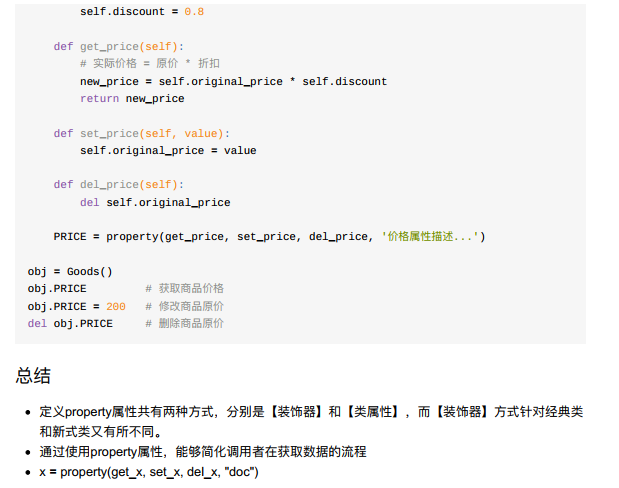 self.discount = 0.8
def get_price(self):
# 实际价格 = 原价 * 折扣
new_price = self.original_price * self.discount
return new_price
def set_price(self, value):
self.original_price = value
def del_price(self):
del self.original_price
PRICE = property(get_price, set_price, del_price, '价格属性描述...')
obj = Goods()
obj.PRICE # 获取商品价格
obj.PRICE = 200 # 修改商品原价
del obj.PRICE # 删除商品原价
总结
• 定义property属性共有两种方式，分别是【装饰器】和【类属性】，而【装饰器】方式针对经典类
和新式类又有所不同。
• 通过使用property属性，能够简化调用者在获取数据的流程
• x = property(get_x, set_x, del_x, "doc")